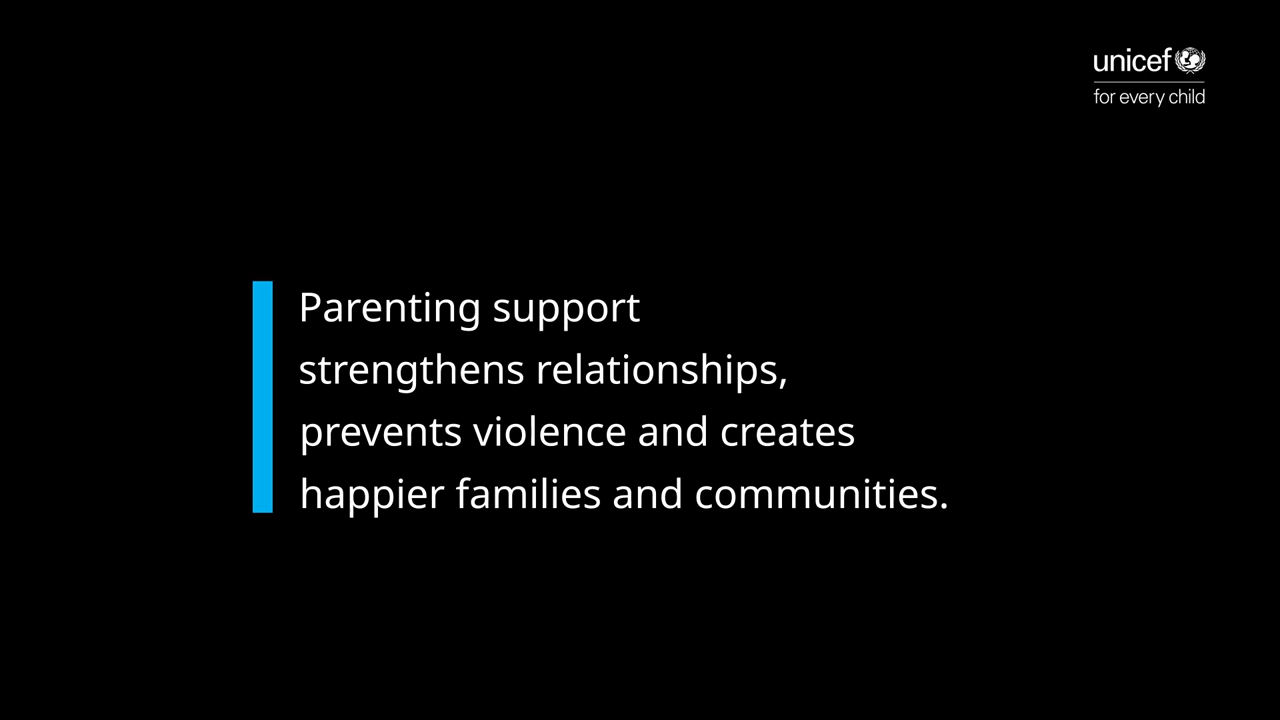 unicef
for every child
Parenting support
strengthens relationships,
prevents violence and creates
happier families and communities.